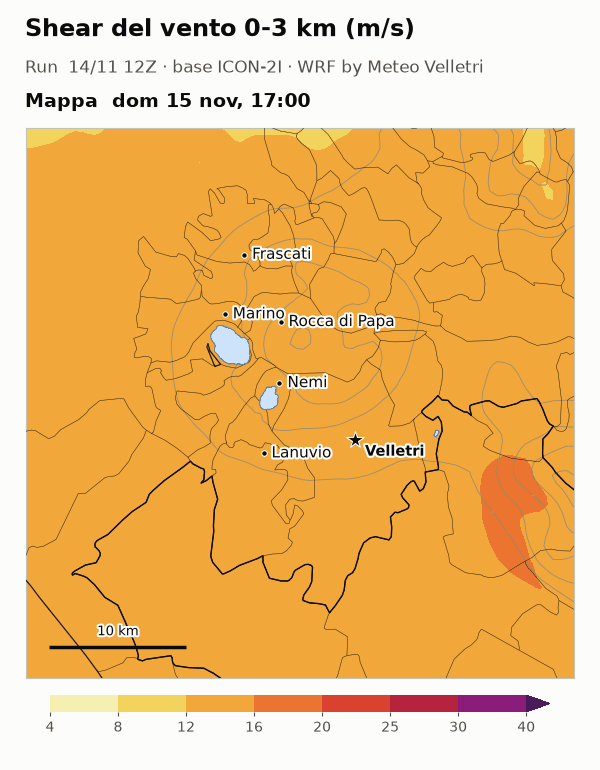 Shear del vento 0-3 km (m/s)
Run  14/11 12Z · base ICON-2I · WRF by Meteo Velletri
Mappa  dom 15 nov, 17:00
Frascati
Marino
Rocca di Papa
Nemi
Velletri
Lanuvio
10 km
4 8 12 16 20 25 30 40